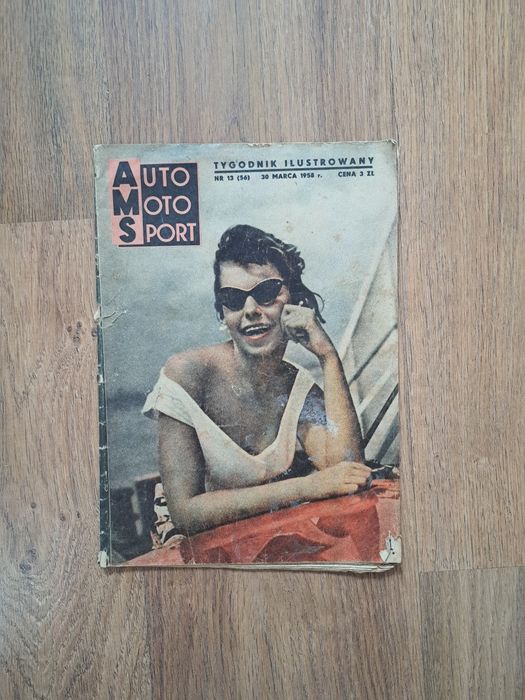 AUTO
MOTO
SPORT
TYGODNIK ILUSTROWANY
NR 13 (56) 30 MARCA 1958 r. CENA 3 ZŁ